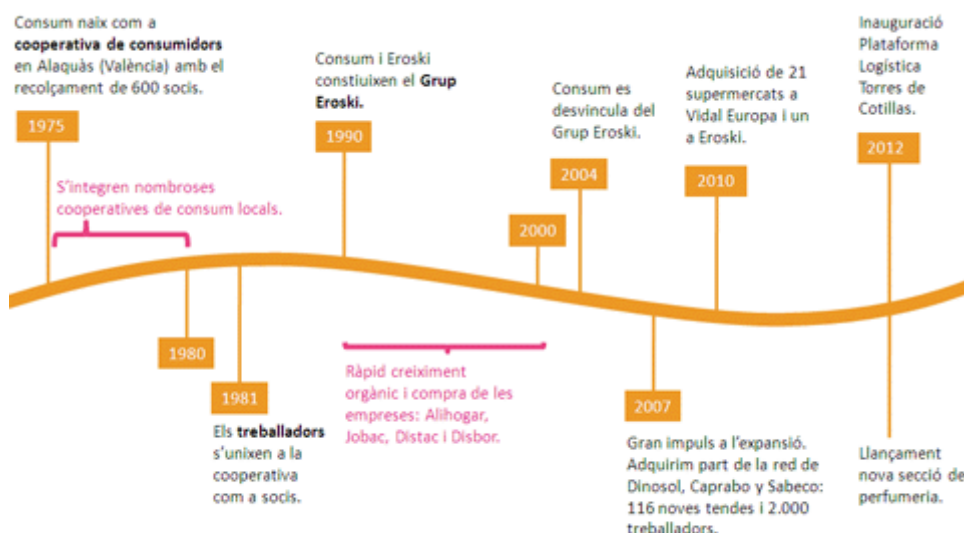 Consum naix com a
cooperativa de consumidors
en Alaquàs (València) amb el
recolçament de 600 socis.
1975
S'integren nombroses
cooperatives de consum locals.
1980
1981
Els treballadors
s'unixen a la
cooperativa
com a socis.
Consum i Eroski
constiuixen el Grup
Eroski.
1990
Ràpid creiximent
orgànic i compra de les
empreses: Alihogar,
Jobac, Distac i Disbor.
2000
Consum es
desvincula del
Grup Eroski.
2004
2007
Gran impuls a l'expansió.
Adquirim part de la red de
Dinosol, Caprabo y Sabeco:
116 noves tendes i 2.000
treballadors.
Adquisició de 21
supermercats a
Vidal Europa i un
a Eroski.
2010
Inauguració
Plataforma
Logística
Torres de
Cotillas.
2012
Llançament
nova secció de
perfumeria.